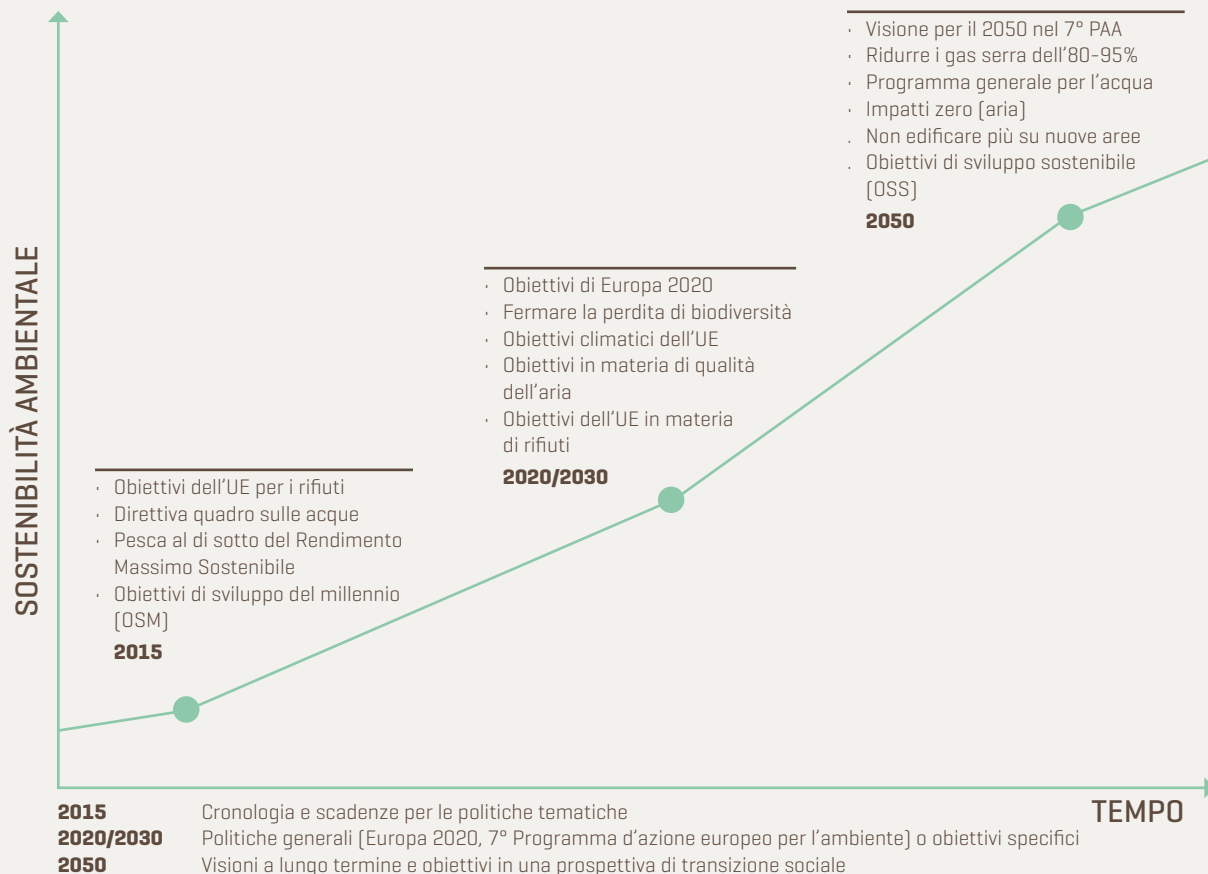 SOSTENIBILITÀ AMBIENTALE
· Visione per il 2050 nel 7° PAA
· Ridurre i gas serra dell'80-95%
· Programma generale per l'acqua
· Impatti zero (aria)
. Non edificare più su nuove aree
. Obiettivi di sviluppo sostenibile
(OSS)
2050
· Obiettivi di Europa 2020
· Fermare la perdita di biodiversità
· Obiettivi climatici dell'UE
· Obiettivi in materia di qualità
dell'aria
· Obiettivi dell'UE in materia
di rifiuti
2020/2030
· Obiettivi dell'UE per i rifiuti
· Direttiva quadro sulle acque
· Pesca al di sotto del Rendimento
Massimo Sostenibile
· Obiettivi di sviluppo del millennio
(OSM)
2015
TEMPO
2015 Cronologia e scadenze per le politiche tematiche
2020/2030 Politiche generali (Europa 2020, 7° Programma d'azione europeo per l'ambiente) o obiettivi specifici
2050 Visioni a lungo termine e obiettivi in una prospettiva di transizione sociale